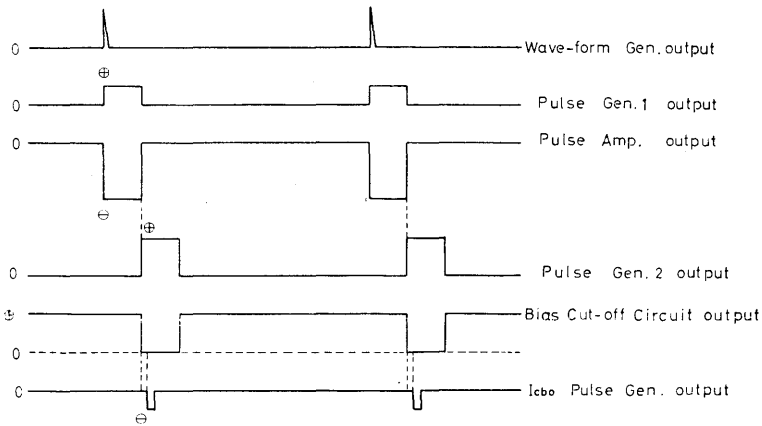 0 Wave-form Gen. output
⊕
0 Pulse Gen. 1 output
0 Pulse Amp. output
⊖
⊕
0 Pulse Gen. 2 output
⊕ Bias Cut-off Circuit output
0
0 Icbo Pulse Gen. output
⊖